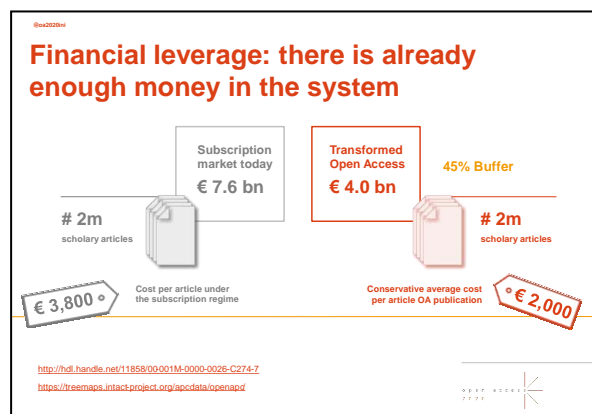 @oa2020ini
Financial leverage: there is already
enough money in the system
Subscription
market today
€ 7.6 bn
Transformed
Open Access
€ 4.0 bn
45% Buffer
# 2m
scholary articles
# 2m
scholary articles
€ 3,800
Cost per article under
the subscription regime
Conservative average cost
per article OA publication
€ 2,000
http://hdl.handle.net/11858/00-001M-0000-0026-C274-7
https://treemaps.intact-project.org/apcdata/openapc/
open access